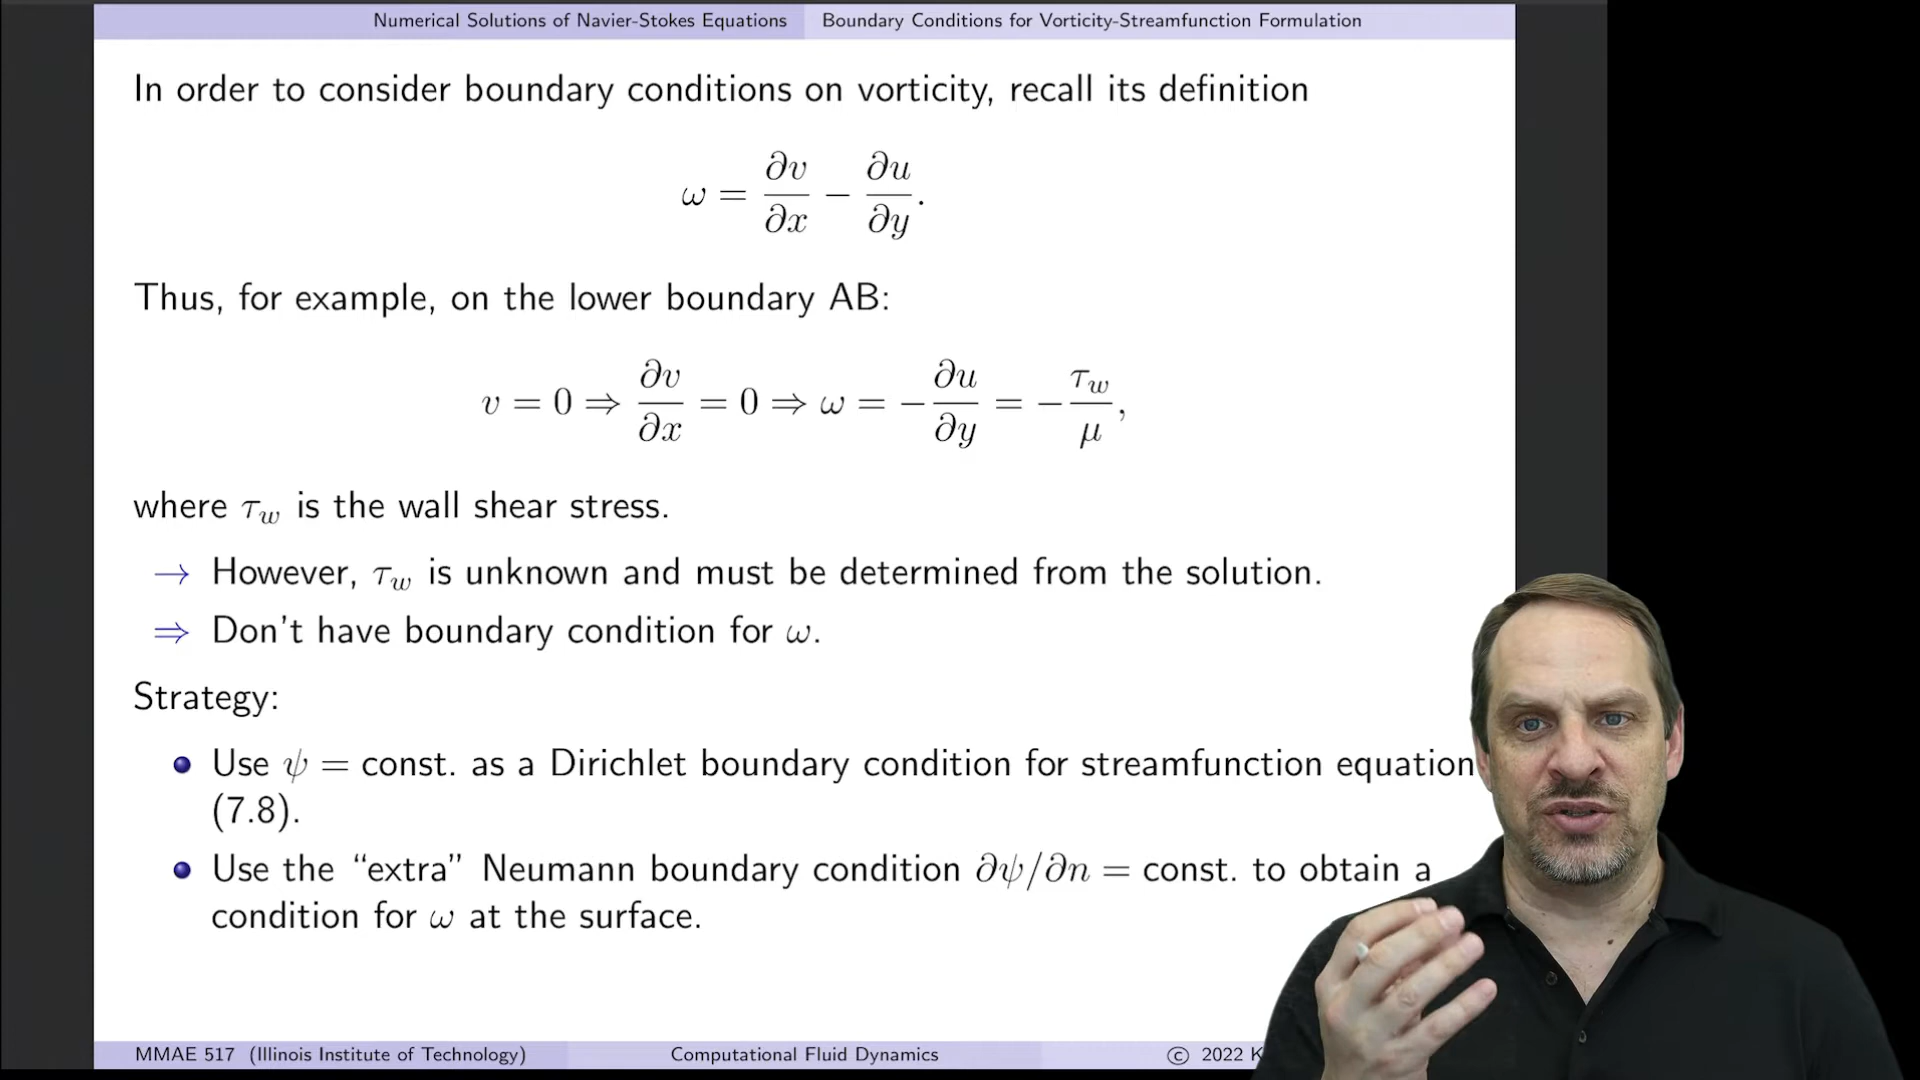 Numerical Solutions of Navier-Stokes Equations Boundary Conditions for Vorticity-Streamfunction Formulation
In order to consider boundary conditions on vorticity, recall its definition
ω = ∂v/∂x − ∂u/∂y.
Thus, for example, on the lower boundary AB:
v = 0 ⇒ ∂v/∂x = 0 ⇒ ω = −∂u/∂y = −τw/μ,
where τw is the wall shear stress.
→ However, τw is unknown and must be determined from the solution.
⇒ Don't have boundary condition for ω.
Strategy:
• Use ψ = const. as a Dirichlet boundary condition for streamfunction equation
(7.8).
• Use the “extra” Neumann boundary condition ∂ψ/∂n = const. to obtain a
condition for ω at the surface.
MMAE 517 (Illinois Institute of Technology) Computational Fluid Dynamics © 2022